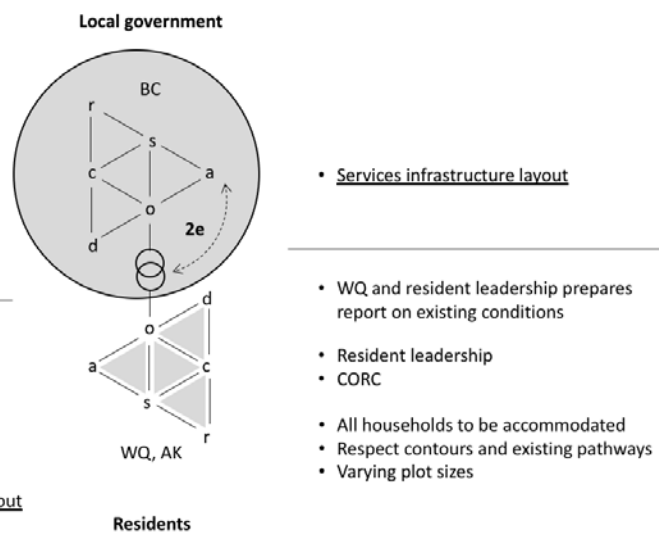 Local government
BC
r
s
c
a
o
d
2e
• Services infrastructure layout
d
o
a
c
s
r
WQ, AK
• WQ and resident leadership prepares
report on existing conditions
• Resident leadership
• CORC
• All households to be accommodated
• Respect contours and existing pathways
• Varying plot sizes
out
Residents